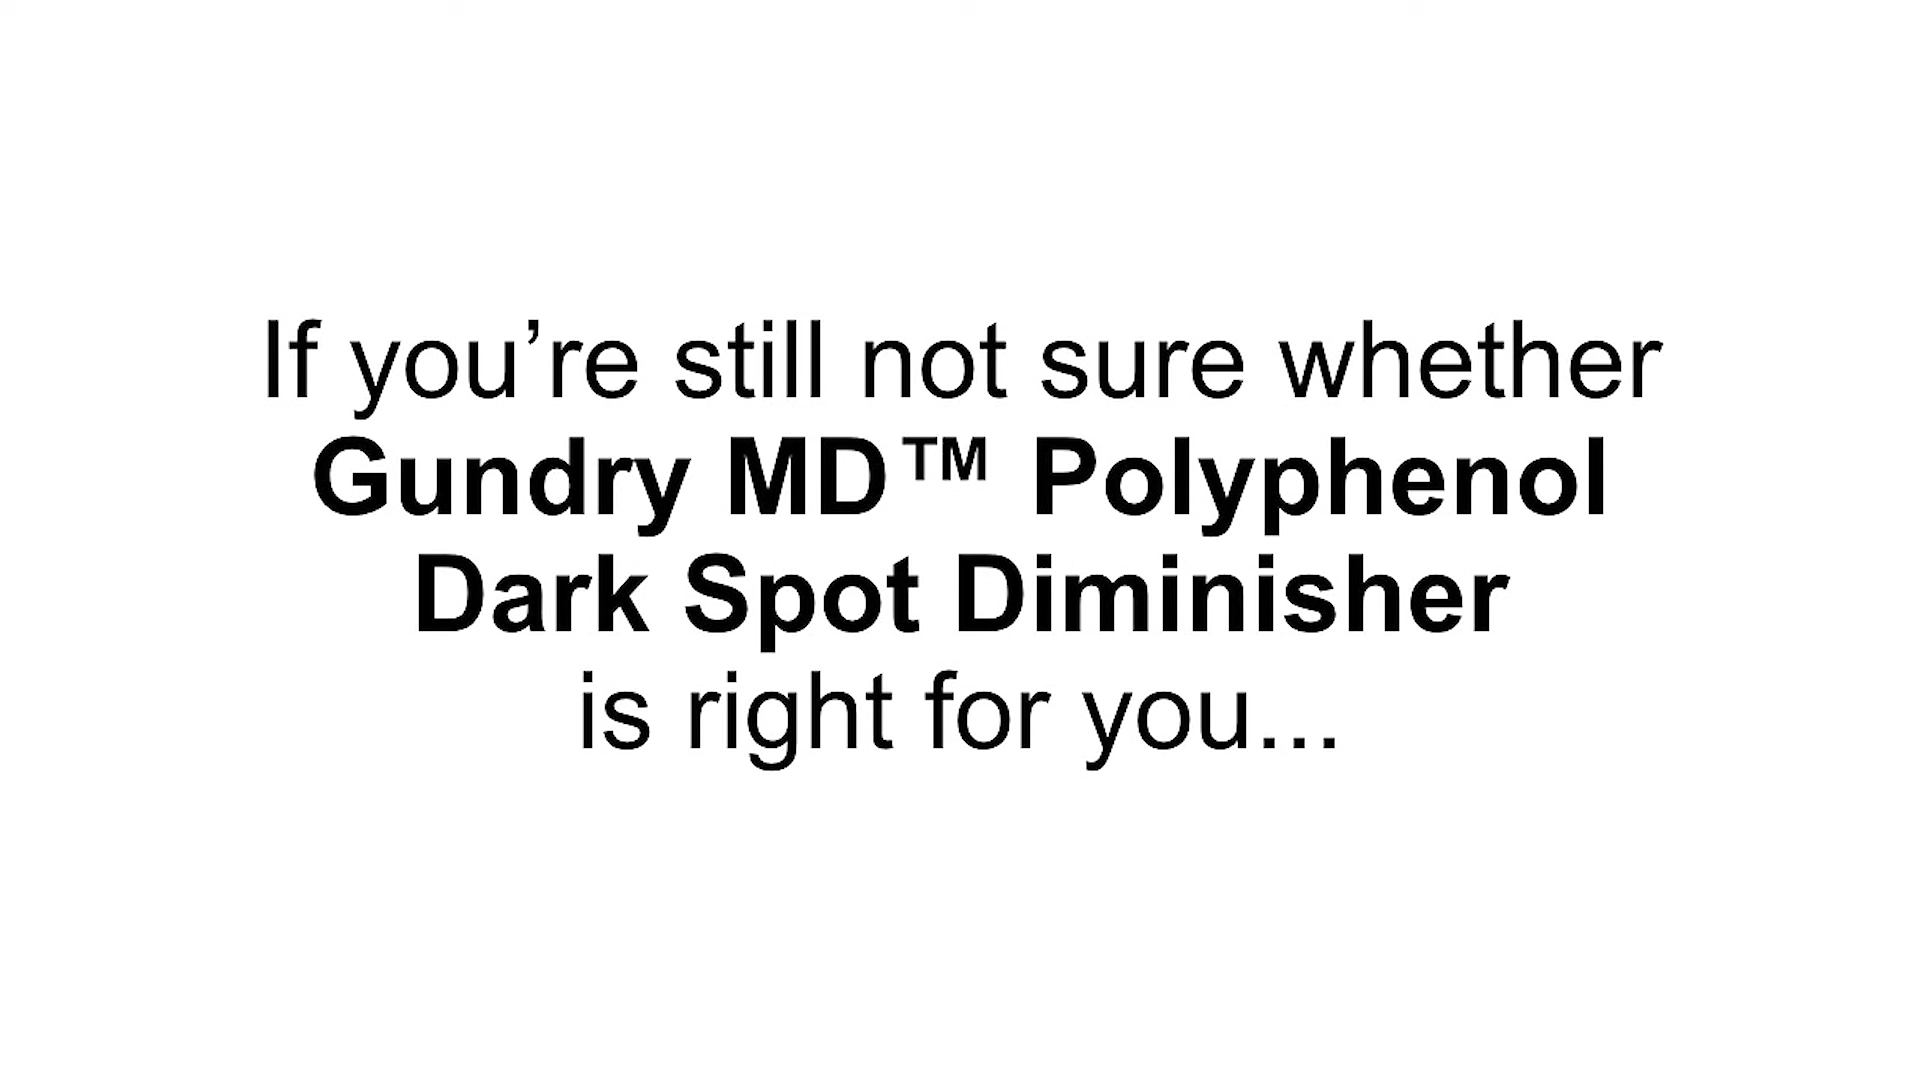 If you’re still not sure whether
Gundry MD™ Polyphenol
Dark Spot Diminisher
is right for you...